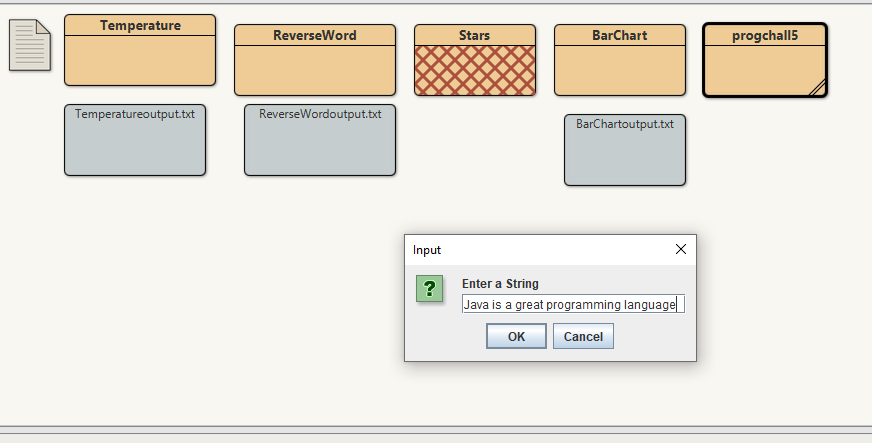 Temperature
ReverseWord
Stars
BarChart
progchall5
Temperatureoutput.txt
ReverseWordoutput.txt
BarChartoutput.txt
Input
?
Enter a String
Java is a great programming language
OK
Cancel